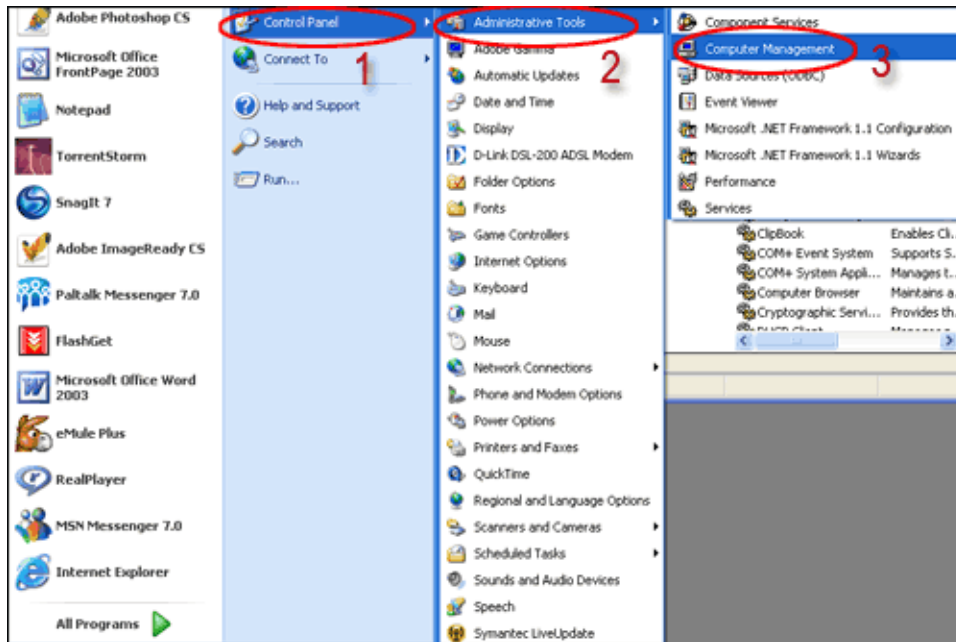 Adobe Photoshop CS
Microsoft Office
FrontPage 2003
Notepad
TorrentStorm
SnagIt 7
Adobe ImageReady CS
Paltalk Messenger 7.0
FlashGet
Microsoft Office Word
2003
eMule Plus
RealPlayer
MSN Messenger 7.0
Internet Explorer
All Programs
Control Panel
1
Connect To
Help and Support
Search
Run...
Administrative Tools
2
Adobe Gamma
Automatic Updates
Date and Time
Display
D-Link DSL-200 ADSL Modem
Folder Options
Fonts
Game Controllers
Internet Options
Keyboard
Mail
Mouse
Network Connections
Phone and Modem Options
Power Options
Printers and Faxes
QuickTime
Regional and Language Options
Scanners and Cameras
Scheduled Tasks
Sounds and Audio Devices
Speech
Symantec LiveUpdate
Component Services
Computer Management
3
Data Sources (ODBC)
Event Viewer
Microsoft .NET Framework 1.1 Configuration
Microsoft .NET Framework 1.1 Wizards
Performance
Services
ClipBook Enables Cli...
COM+ Event System Supports S...
COM+ System Appli... Manages t...
Computer Browser Maintains a...
Cryptographic Servi... Provides th...